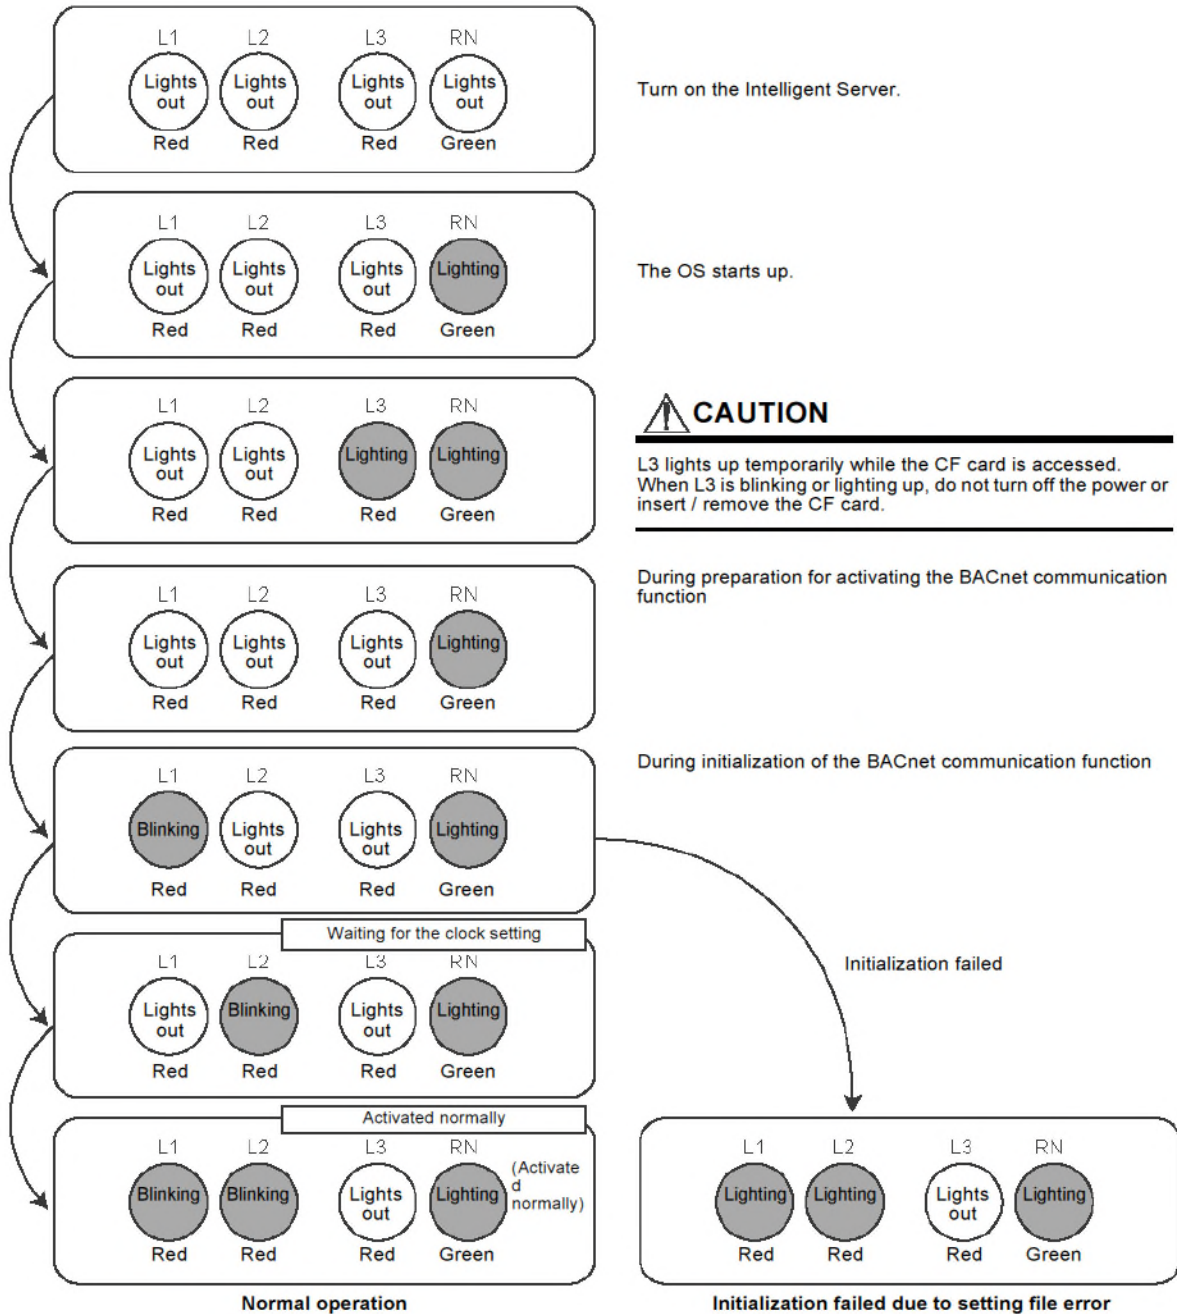 L1 L2 L3 RN
Lights out Lights out Lights out Lights out
Red Red Red Green
Turn on the Intelligent Server.
L1 L2 L3 RN
Lights out Lights out Lights out Lighting
Red Red Red Green
The OS starts up.
L1 L2 L3 RN
Lights out Lights out Lighting Lighting
Red Red Red Green
CAUTION
L3 lights up temporarily while the CF card is accessed.
When L3 is blinking or lighting up, do not turn off the power or
insert / remove the CF card.
L1 L2 L3 RN
Lights out Lights out Lights out Lighting
Red Red Red Green
During preparation for activating the BACnet communication
function
L1 L2 L3 RN
Blinking Lights out Lights out Lighting
Red Red Red Green
During initialization of the BACnet communication function
Waiting for the clock setting
L1 L2 L3 RN
Lights out Blinking Lights out Lighting
Red Red Red Green
Initialization failed
Activated normally
L1 L2 L3 RN
Blinking Blinking Lights out Lighting
(Activate
d
normally)
Red Red Red Green
Normal operation
L1 L2 L3 RN
Lighting Lighting Lights out Lighting
Red Red Red Green
Initialization failed due to setting file error